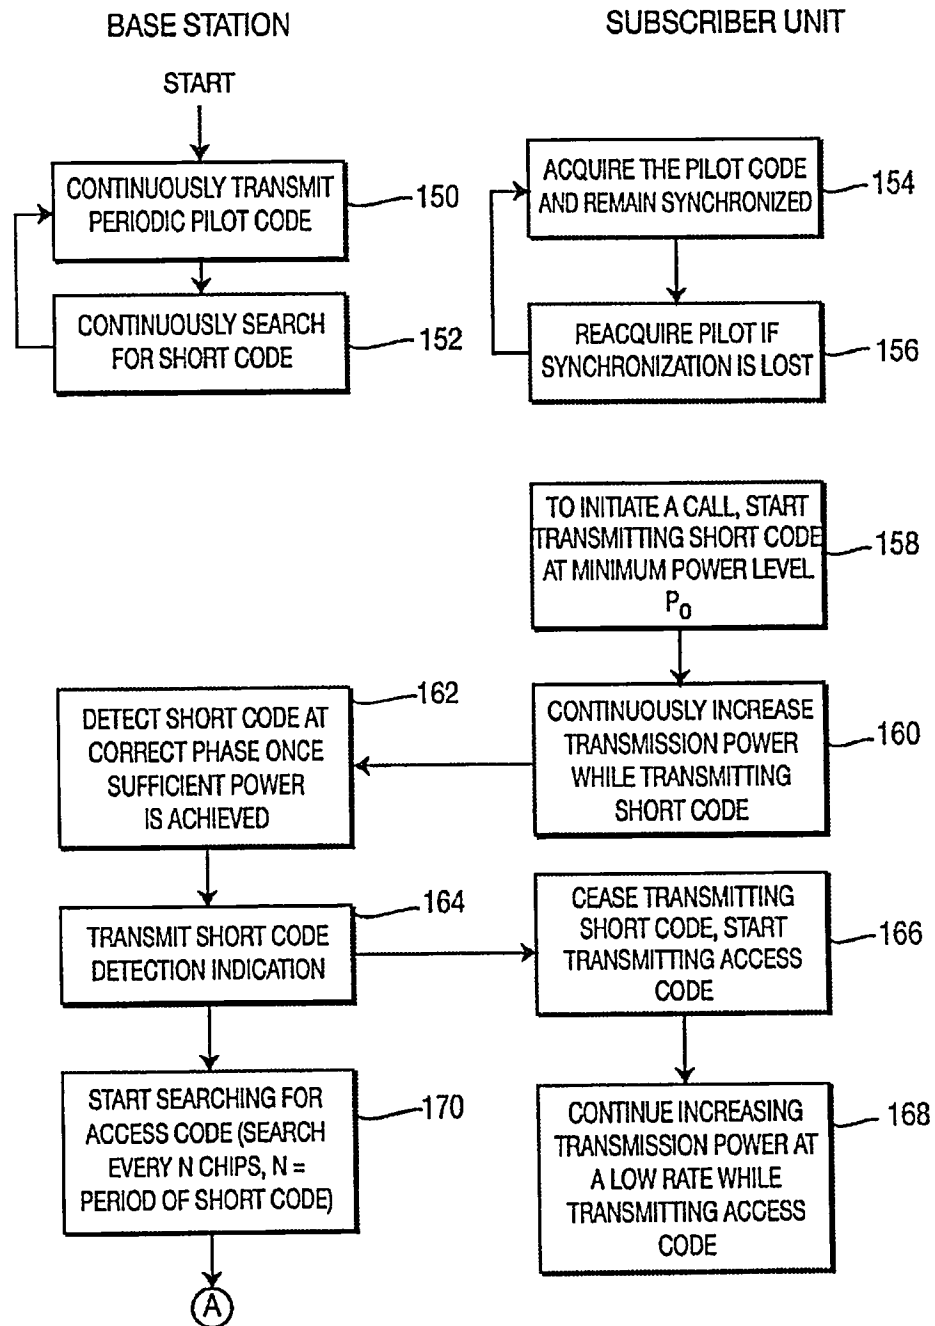 BASE STATION
SUBSCRIBER UNIT
START
CONTINUOUSLY TRANSMIT
PERIODIC PILOT CODE
150
CONTINUOUSLY SEARCH
FOR SHORT CODE
152
ACQUIRE THE PILOT CODE
AND REMAIN SYNCHRONIZED
154
REACQUIRE PILOT IF
SYNCHRONIZATION IS LOST
156
TO INITIATE A CALL, START
TRANSMITTING SHORT CODE
AT MINIMUM POWER LEVEL
P0
158
CONTINUOUSLY INCREASE
TRANSMISSION POWER
WHILE TRANSMITTING
SHORT CODE
160
DETECT SHORT CODE AT
CORRECT PHASE ONCE
SUFFICIENT POWER
IS ACHIEVED
162
TRANSMIT SHORT CODE
DETECTION INDICATION
164
CEASE TRANSMITTING
SHORT CODE, START
TRANSMITTING ACCESS
CODE
166
CONTINUE INCREASING
TRANSMISSION POWER AT
A LOW RATE WHILE
TRANSMITTING ACCESS
CODE
168
START SEARCHING FOR
ACCESS CODE (SEARCH
EVERY N CHIPS, N =
PERIOD OF SHORT CODE)
170
A